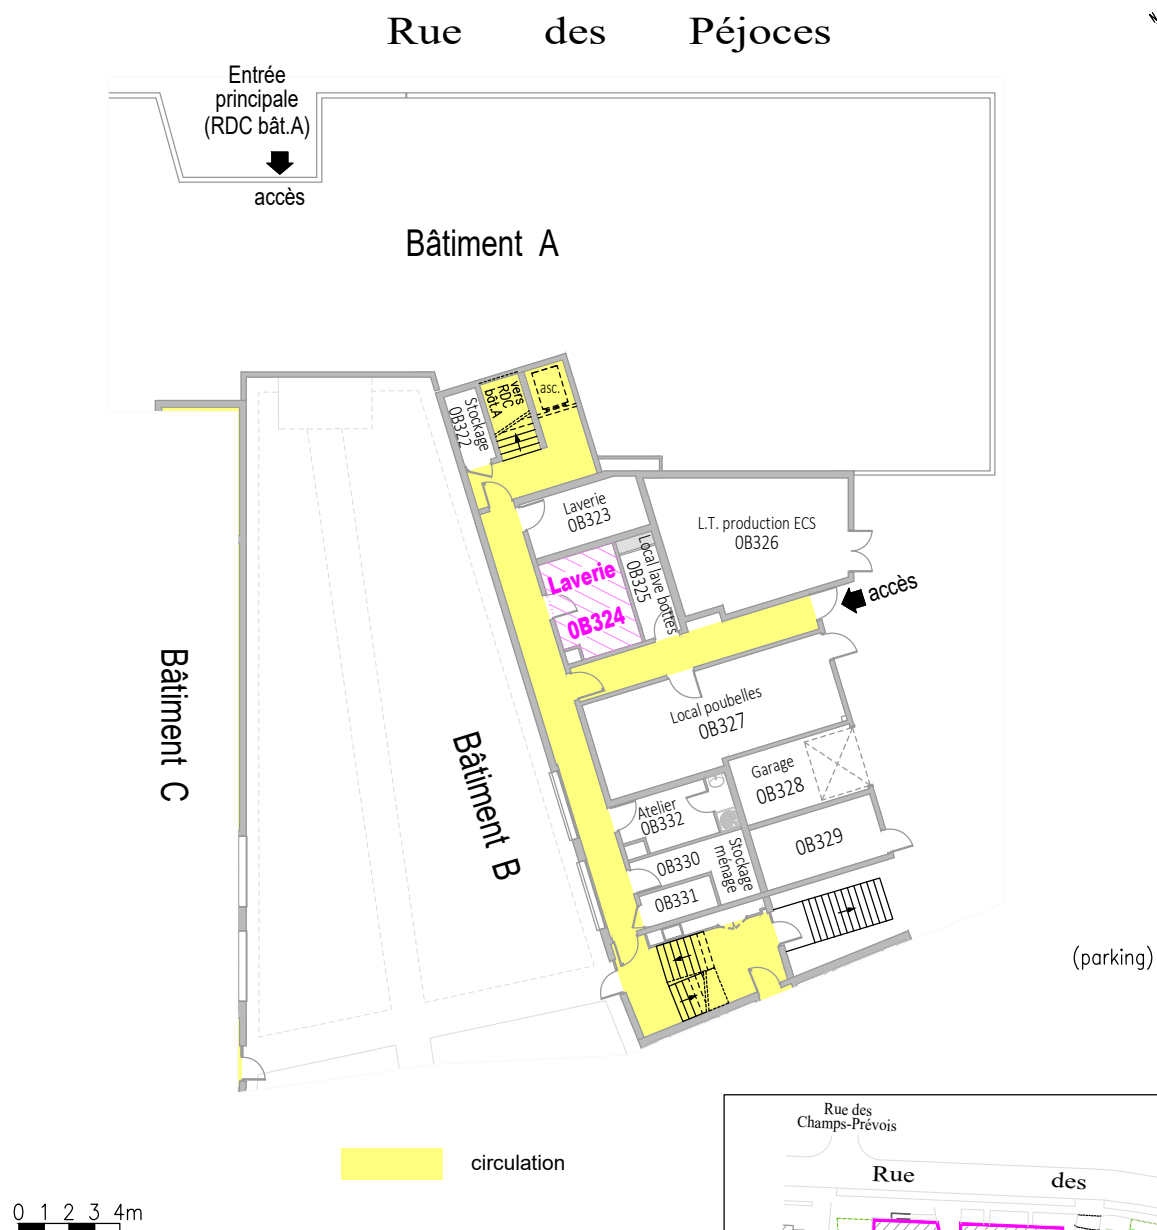 Rue des Péjoces
Entrée
principale
(RDC bât.A)
accès
Bâtiment A
vers
RDC
bât.A
asc.
Stockage
0B322
Laverie
0B323
L.T. production ECS
0B326
Local lave bottes
0B325
Laverie
0B324
accès
Bâtiment C
Bâtiment B
Local poubelles
0B327
Garage
0B328
Atelier
0B332
0B329
0B330
Stockage
ménage
0B331
(parking)
Rue des
Champs-Prévois
Rue des
circulation
0 1 2 3 4m